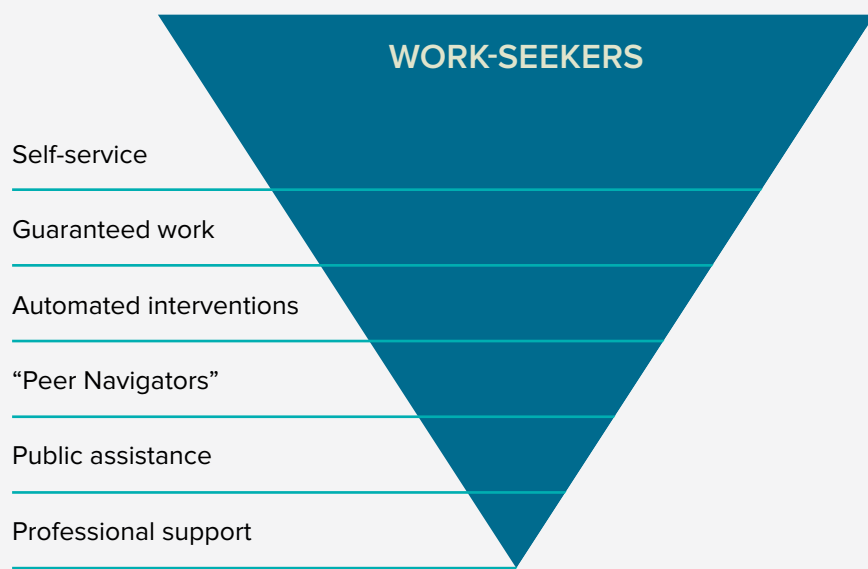 WORK-SEEKERS
Self-service
Guaranteed work
Automated interventions
“Peer Navigators”
Public assistance
Professional support